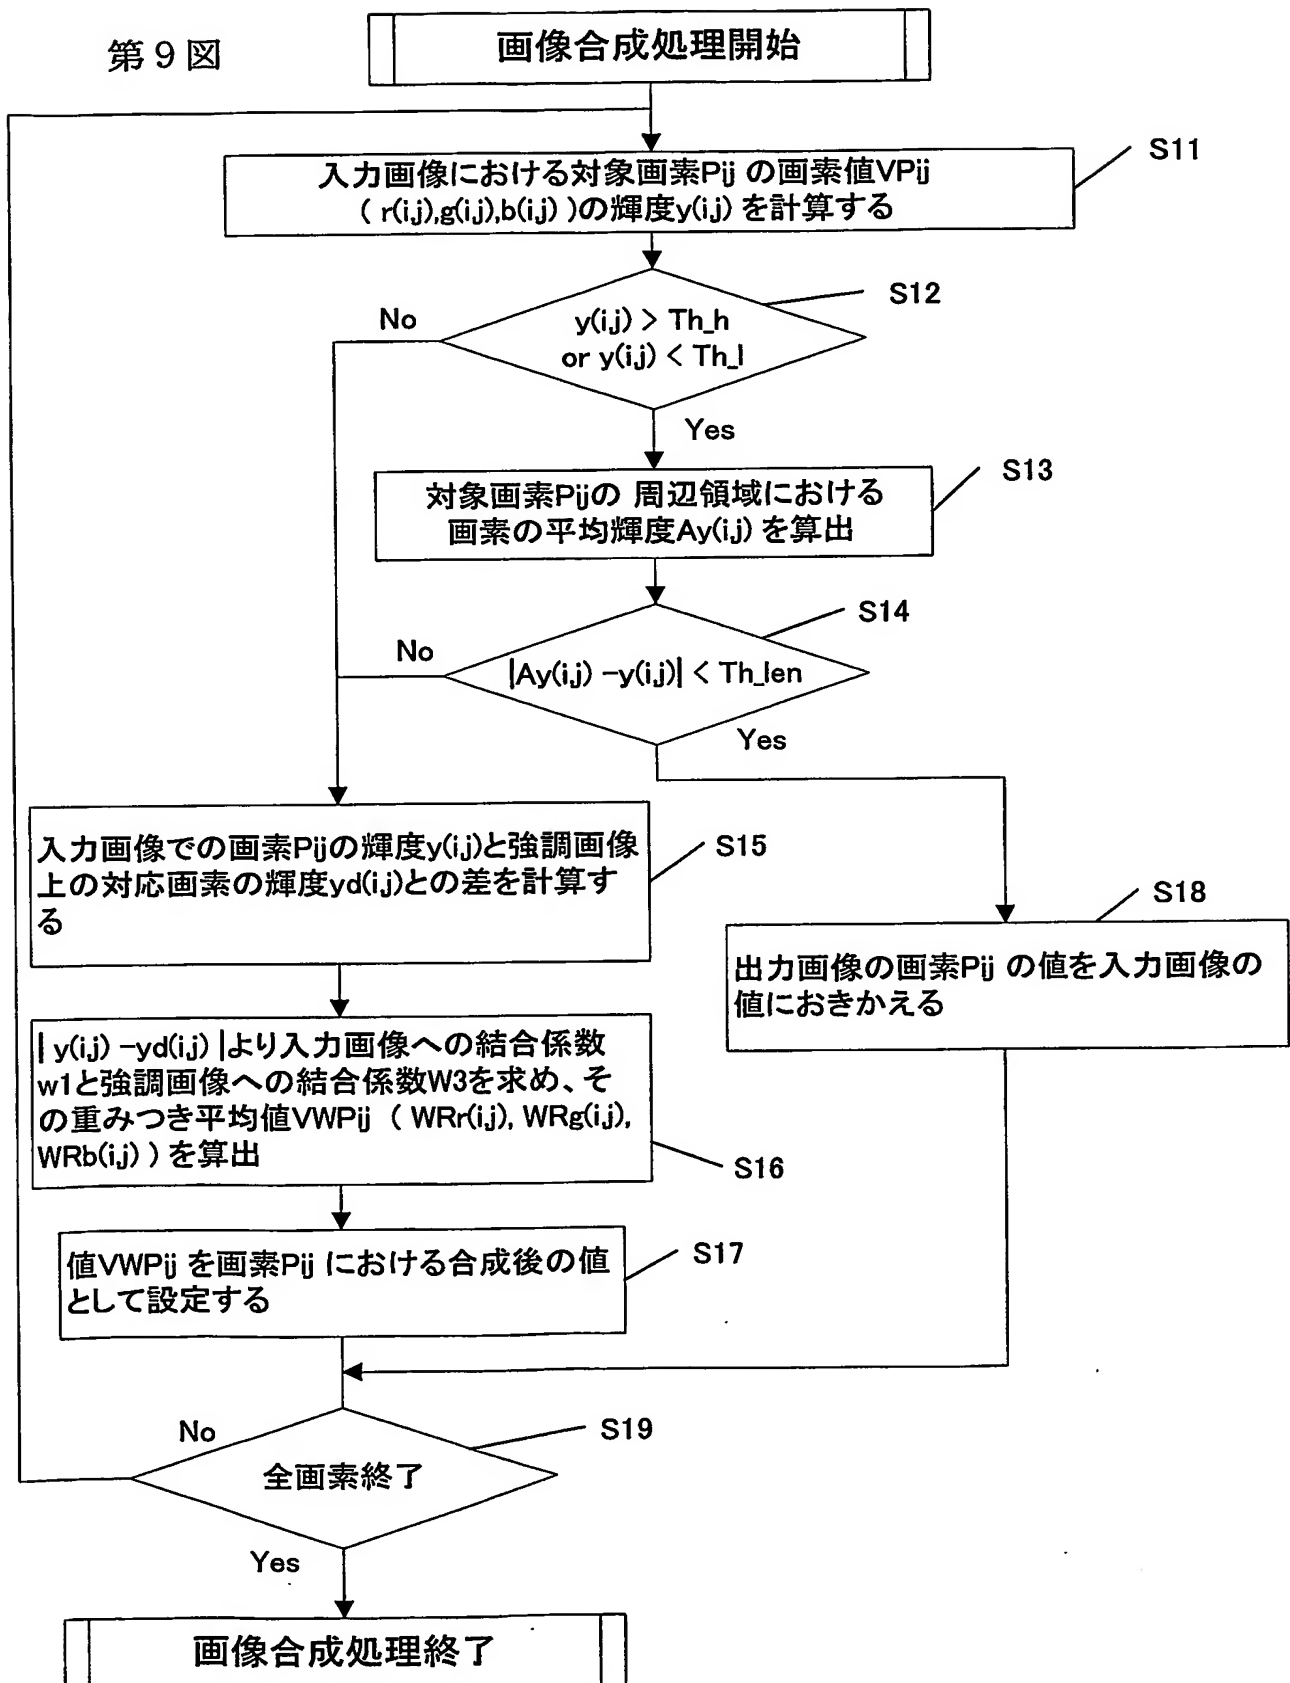 第9図
画像合成処理開始
S11
入力画像における対象画素Pij の画素値VPij
( r(i,j),g(i,j),b(i,j) )の輝度y(i,j) を計算する
S12
No
y(i,j) > Th_h
or y(i,j) < Th_l
Yes
S13
対象画素Pijの 周辺領域における
画素の平均輝度Ay(i,j) を算出
S14
No
|Ay(i,j) -y(i,j)| < Th_len
Yes
入力画像での画素Pijの輝度y(i,j)と強調画像
上の対応画素の輝度yd(i,j)との差を計算す
る
S15
S18
出力画像の画素Pij の値を入力画像の
値におきかえる
| y(i,j) -yd(i,j) |より入力画像への結合係数
w1と強調画像への結合係数W3を求め、そ
の重みつき平均値VWPij ( WRr(i,j), WRg(i,j),
WRb(i,j) ) を算出
S16
値VWPij を画素Pij における合成後の値
として設定する
S17
No
S19
全画素終了
Yes
画像合成処理終了